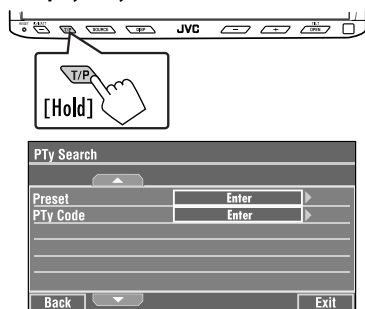 T/P SOURCE DISP JVC − + OPEN
T/P
[Hold]
PTy Search
Preset Enter
PTy Code Enter
Back Exit